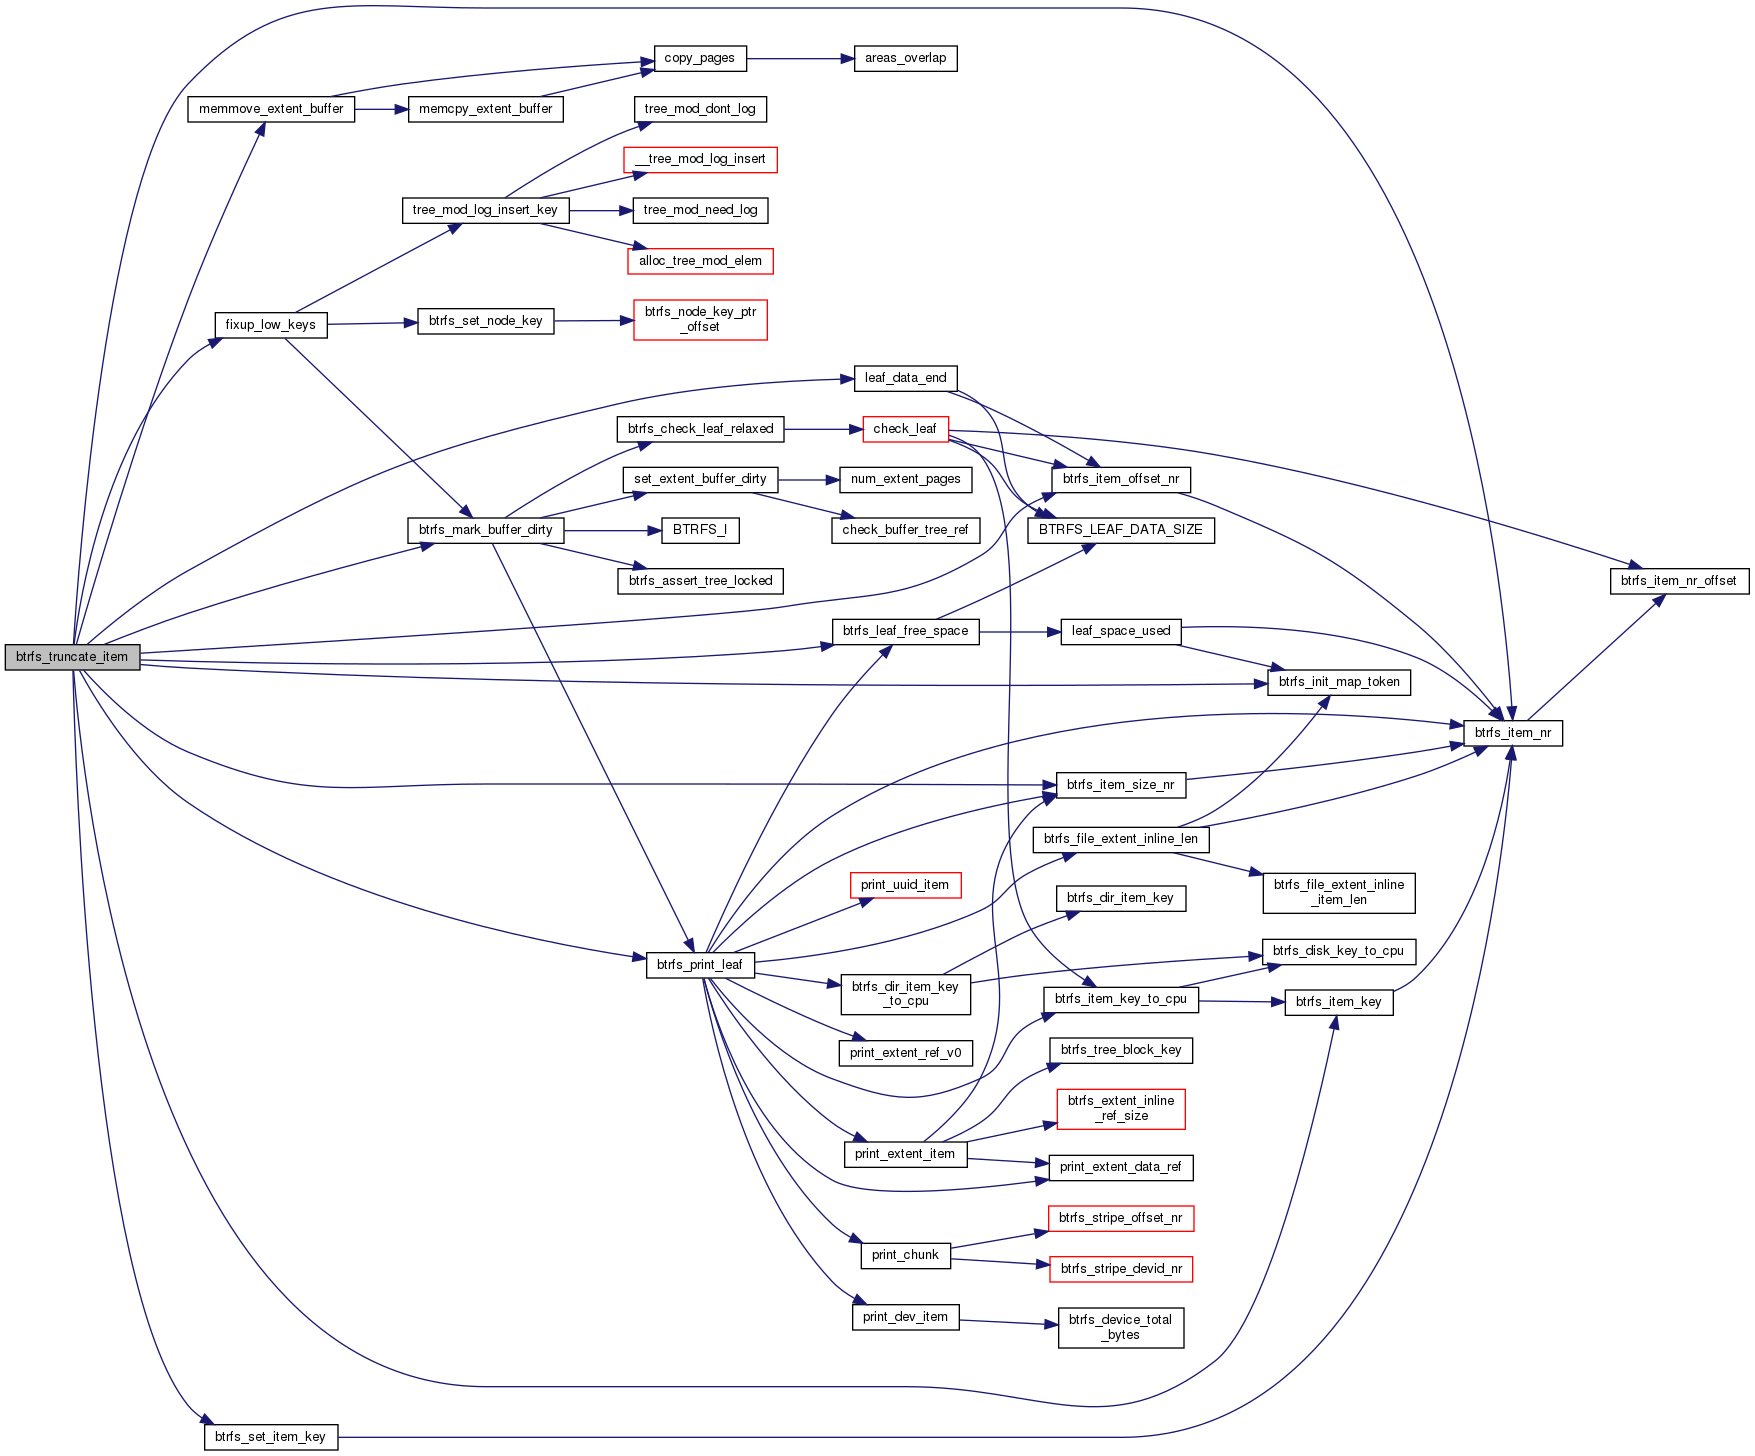 copy_pages
areas_overlap
memmove_extent_buffer
memcpy_extent_buffer
tree_mod_dont_log
__tree_mod_log_insert
tree_mod_log_insert_key
tree_mod_need_log
alloc_tree_mod_elem
fixup_low_keys
btrfs_set_node_key
btrfs_node_key_ptr
_offset
leaf_data_end
btrfs_check_leaf_relaxed
check_leaf
set_extent_buffer_dirty
num_extent_pages
btrfs_item_offset_nr
btrfs_mark_buffer_dirty
BTRFS_I
check_buffer_tree_ref
BTRFS_LEAF_DATA_SIZE
btrfs_assert_tree_locked
btrfs_item_nr_offset
btrfs_truncate_item
btrfs_leaf_free_space
leaf_space_used
btrfs_init_map_token
btrfs_item_nr
btrfs_item_size_nr
btrfs_file_extent_inline_len
print_uuid_item
btrfs_dir_item_key
btrfs_file_extent_inline
_item_len
btrfs_print_leaf
btrfs_dir_item_key
_to_cpu
btrfs_disk_key_to_cpu
btrfs_item_key_to_cpu
btrfs_item_key
print_extent_ref_v0
btrfs_tree_block_key
btrfs_extent_inline
_ref_size
print_extent_item
print_extent_data_ref
btrfs_stripe_offset_nr
print_chunk
btrfs_stripe_devid_nr
print_dev_item
btrfs_device_total
_bytes
btrfs_set_item_key